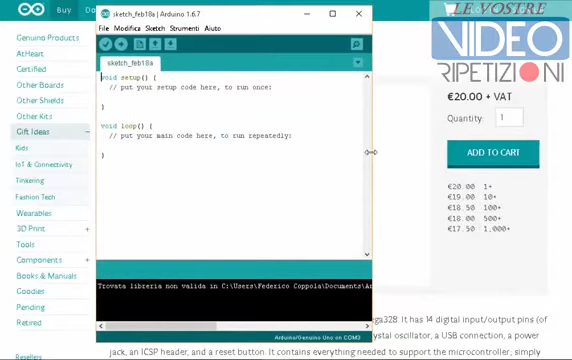 Buy
sketch_feb18a | Arduino 1.6.7
File Modifica Sketch Strumenti Aiuto
sketch_feb18a
void setup() {
// put your setup code here, to run once:
}
void loop() {
// put your main code here, to run repeatedly:
}
Trovata libreria non valida in C:\Users\Federico Coppola\Documents\Ar
Arduino/Genuino Uno on COM3
Genuino Products
AtHeart
Certified
Other Boards
Other Shields
Other Kits
Gift Ideas
Kids
IoT & Connectivity
Tinkering
Fashion Tech
Wearables
3D Print
Tools
Components
Books & Manuals
Goodies
Pending
Retired
Resellers
LE VOSTRE
VIDEO
RIPETIZIONI
€20.00 + VAT
Quantity: 1
ADD TO CART
€20.00 1+
€19.00 10+
€18.50 100+
€18.00 500+
€17.50 1,000+
ga328. It has 14 digital input/output pins (of
ystal oscillator, a USB connection, a power
jack, an ICSP header, and a reset button. It contains everything needed to support the microcontroller; simply